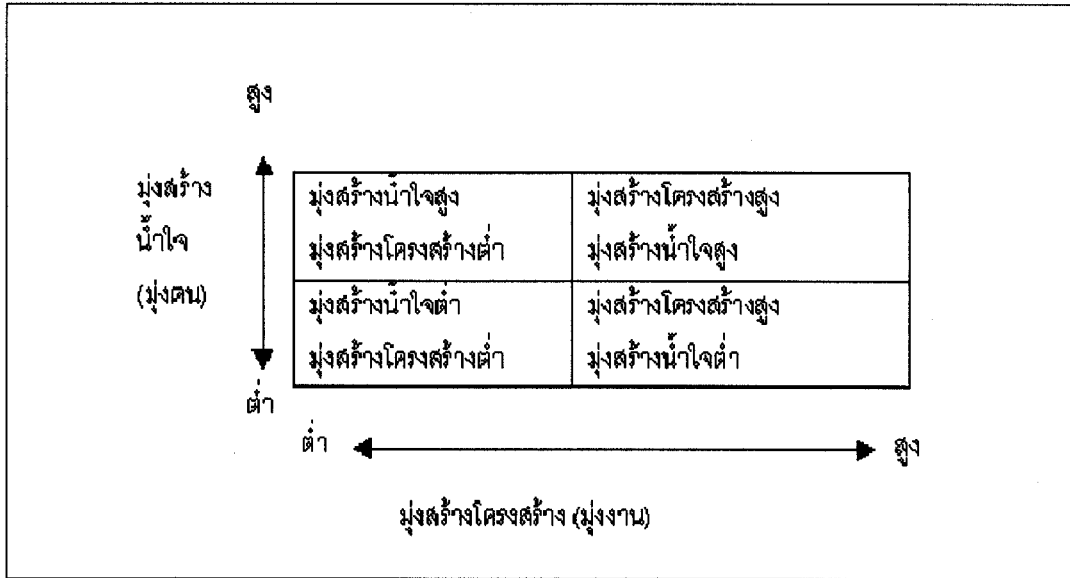 สูง
มุ่งสร้าง
น้ำใจ
(มุ่งคน)
มุ่งสร้างน้ำใจสูง
มุ่งสร้างโครงสร้างต่ำ
มุ่งสร้างโครงสร้างสูง
มุ่งสร้างน้ำใจสูง
มุ่งสร้างน้ำใจต่ำ
มุ่งสร้างโครงสร้างต่ำ
มุ่งสร้างโครงสร้างสูง
มุ่งสร้างน้ำใจต่ำ
ต่ำ
ต่ำ สูง
มุ่งสร้างโครงสร้าง (มุ่งงาน)